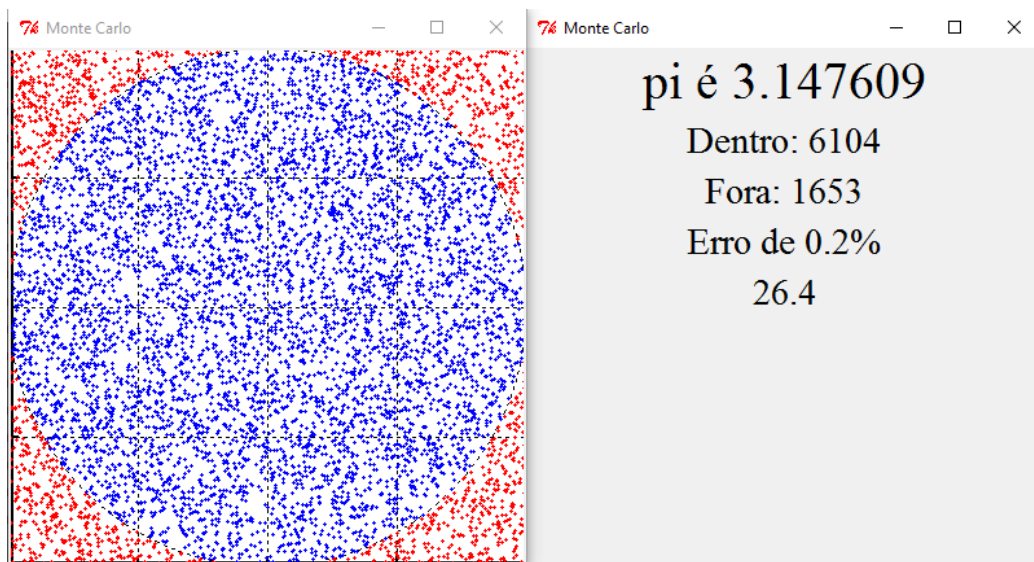 Monte Carlo
Monte Carlo
pi é 3.147609
Dentro: 6104
Fora: 1653
Erro de 0.2%
26.4